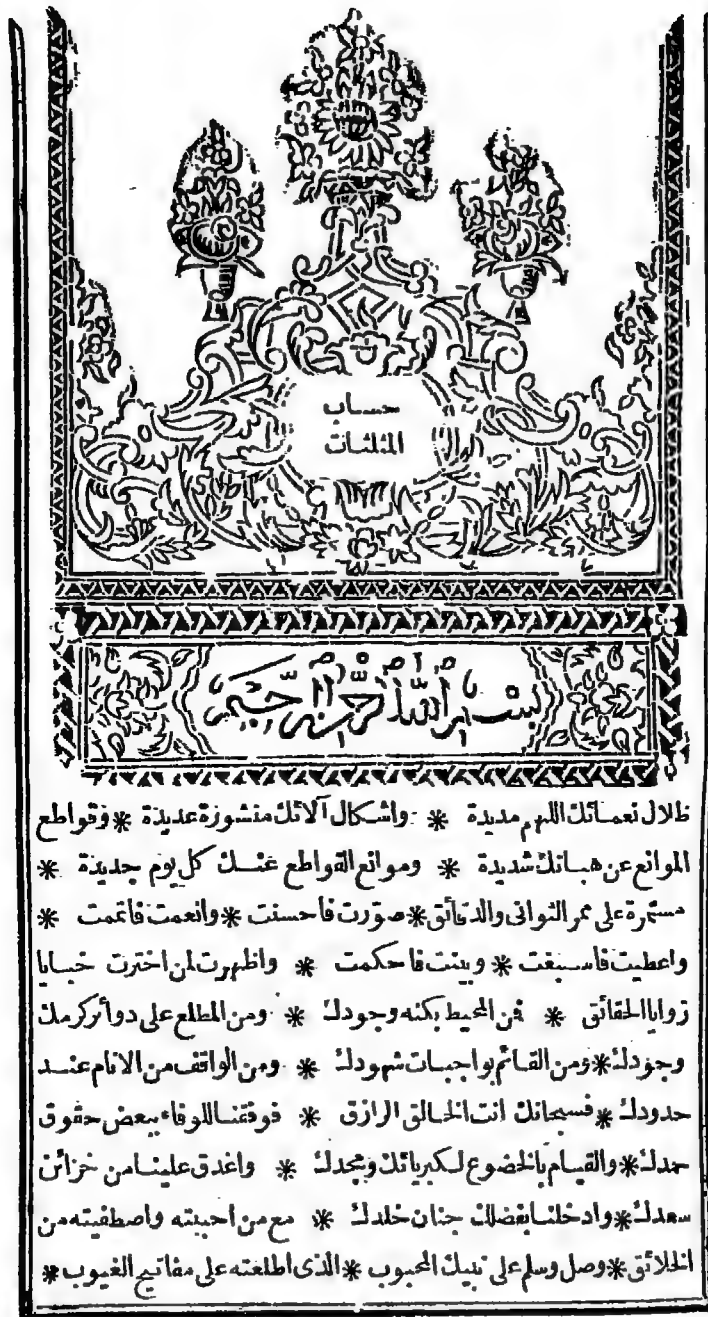 حساب
المثلثات
بسم الله الرحمن الرحيم
ظلال نعمائك اللهم مديدة * واشكال آلائك منشورة عديدة * وقواطع
الموانع عن هباتك شديدة * وموانع القواطع عنك كل يوم جديدة *
مستمرة على ممر الثوانى والدقائق * صورت فاحسنت * وانعمت فاتممت *
واعطيت فاسبغت * وبينت فاحكمت * واظهرت لمن اخترت خبايا
زوايا الحقائق * فمن المحيط بكنه وجودك * ومن المطلع على دوائر كرمك
وجودك * ومن القائم بواجبات شهودك * ومن الواقف من الانام عند
حدودك * فسبحانك انت الخالق الرازق * فوفقنا للوفاء ببعض حقوق
حمدك * والقيام بالخضوع لكبريائك ومجدك * واغدق علينا من خزائن
سعدك * وادخلنا بفضلك جنان خلدك * مع من احببته واصطفيته من
الخلائق * وصل وسلم على نبيك المحبوب * الذى اطلعته على مفاتيح الغيوب *